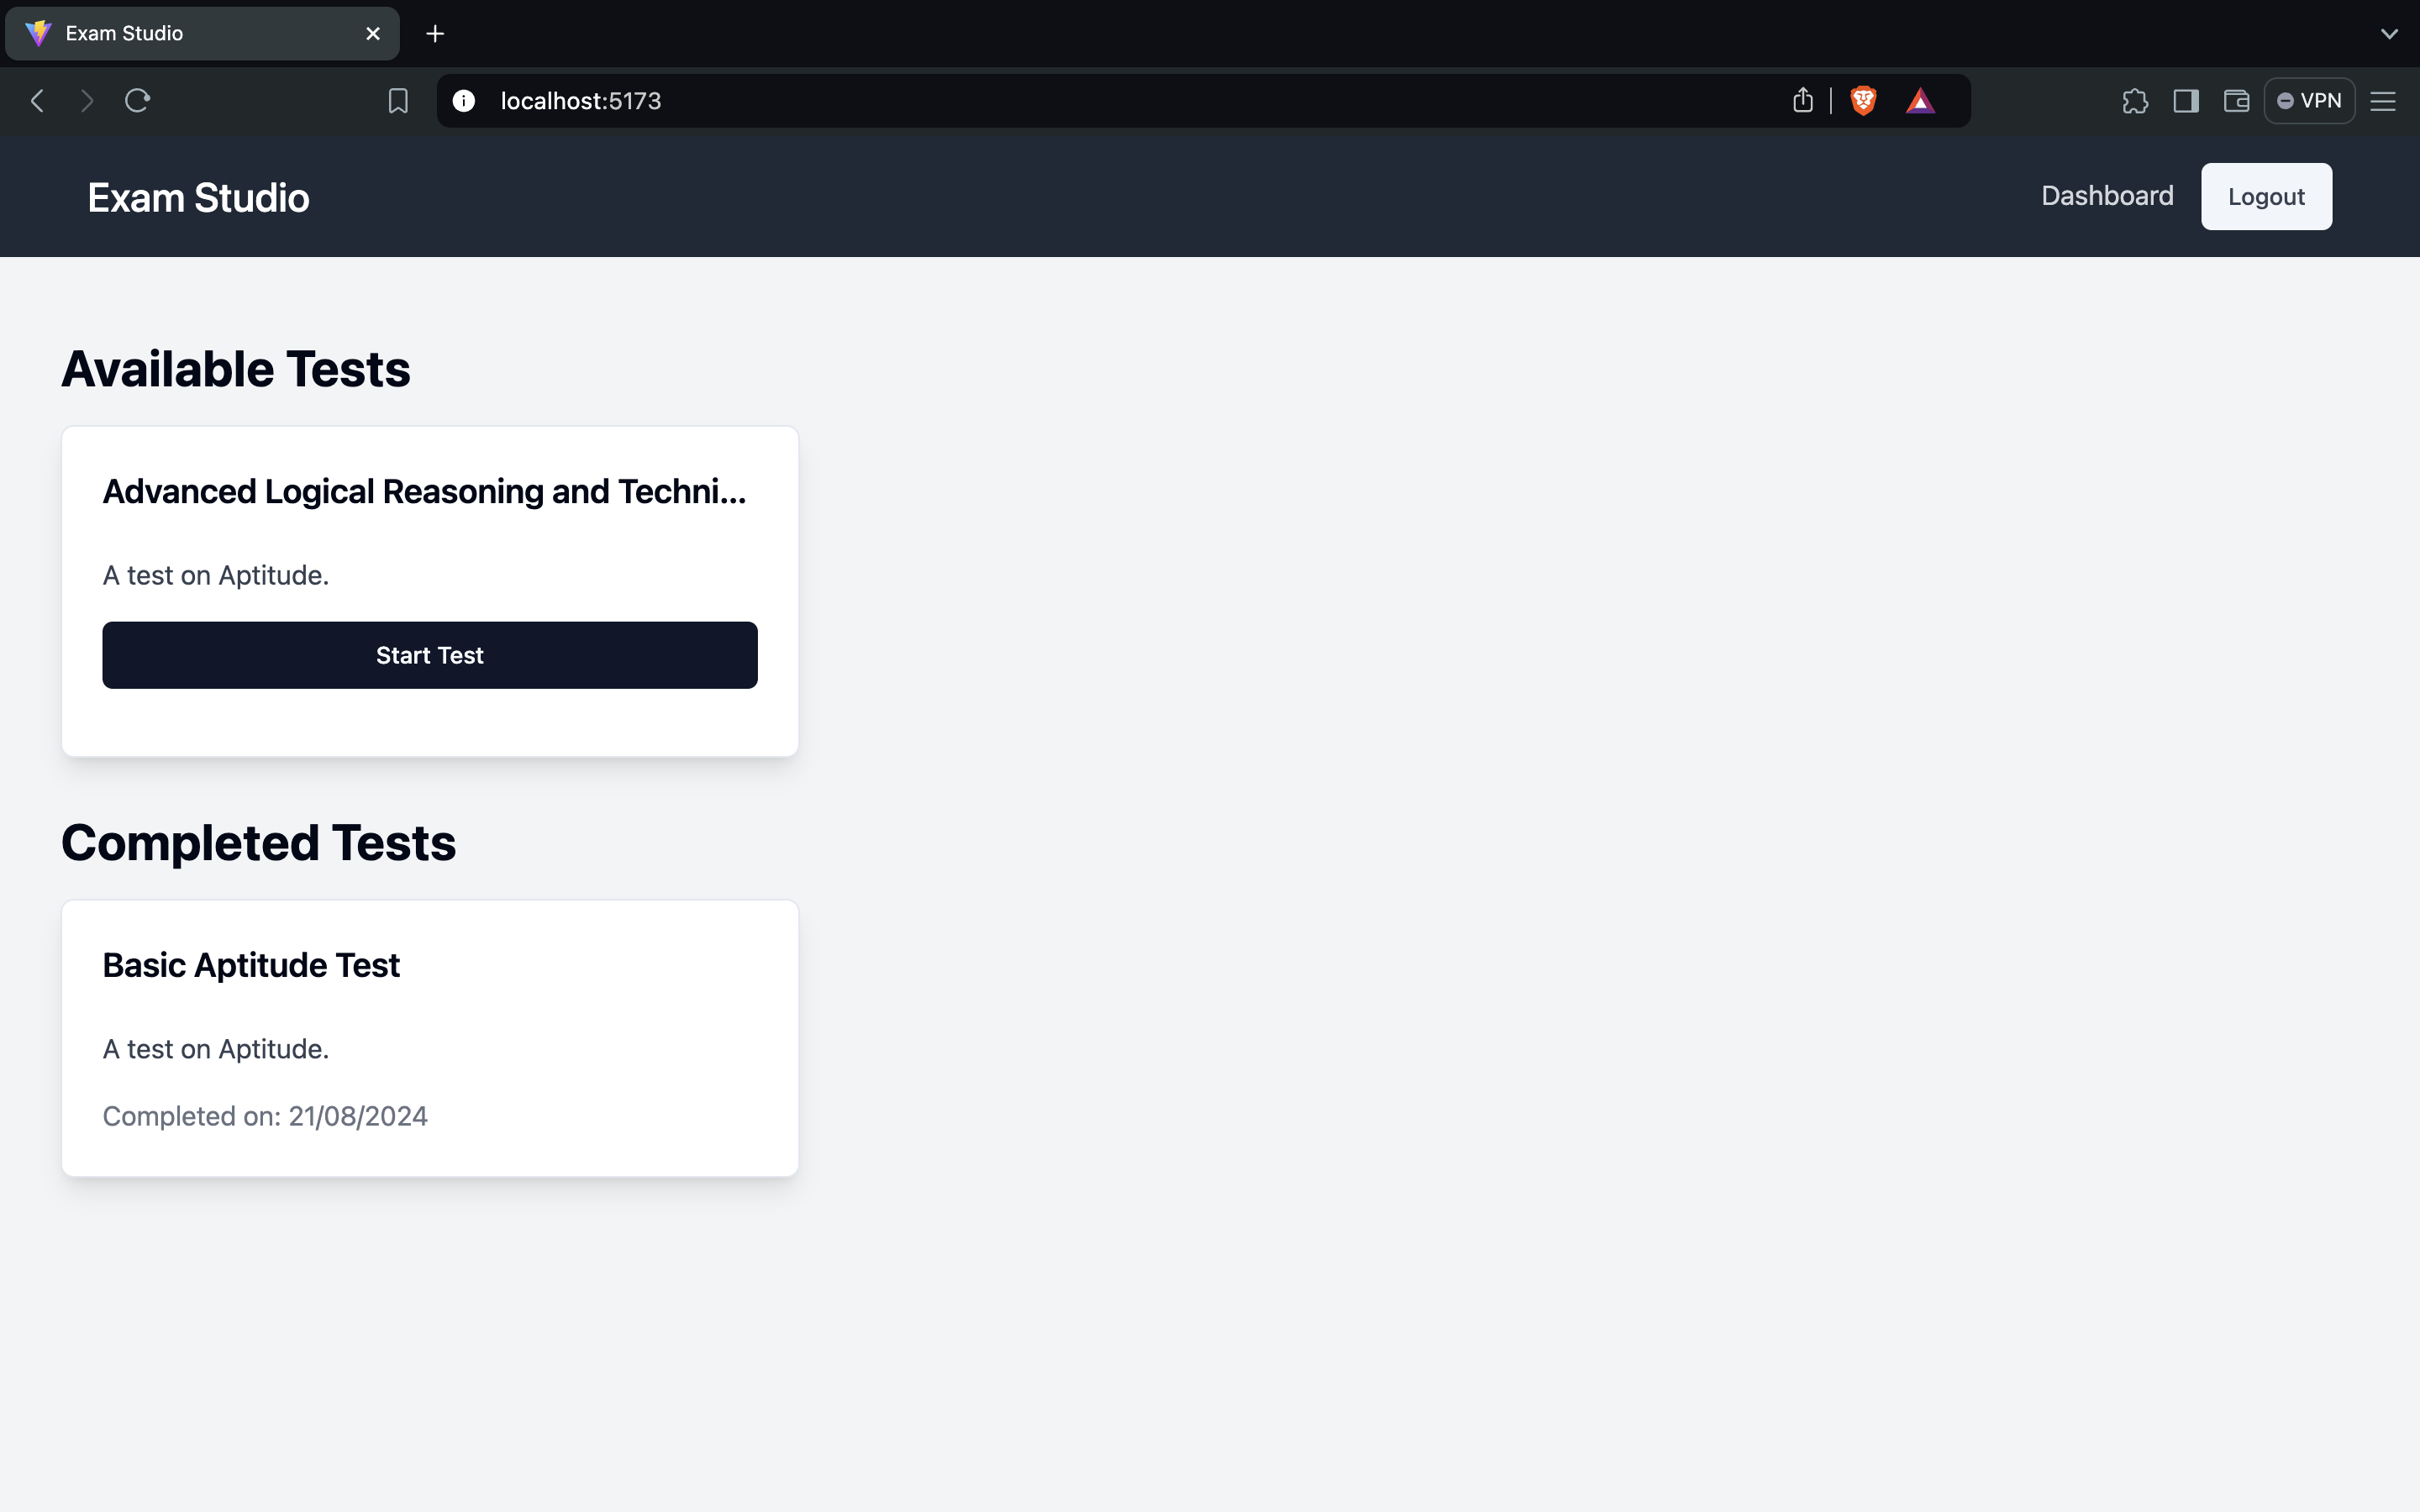 Exam Studio
localhost:5173
VPN
Exam Studio
Dashboard
Logout
Available Tests
Advanced Logical Reasoning and Techni...
A test on Aptitude.
Start Test
Completed Tests
Basic Aptitude Test
A test on Aptitude.
Completed on: 21/08/2024